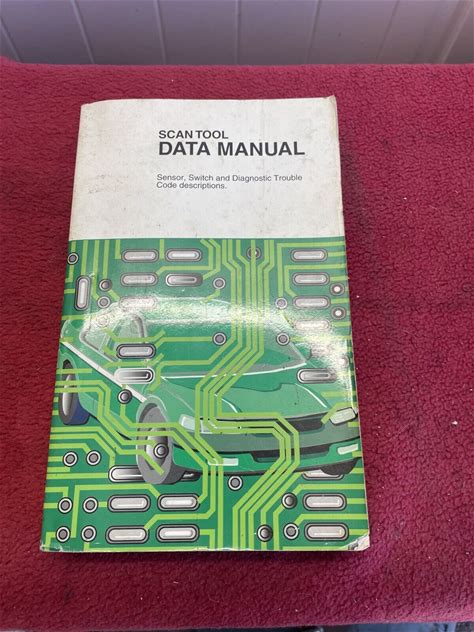 SCAN TOOL
DATA MANUAL
Sensor, Switch and Diagnostic Trouble
Code descriptions.